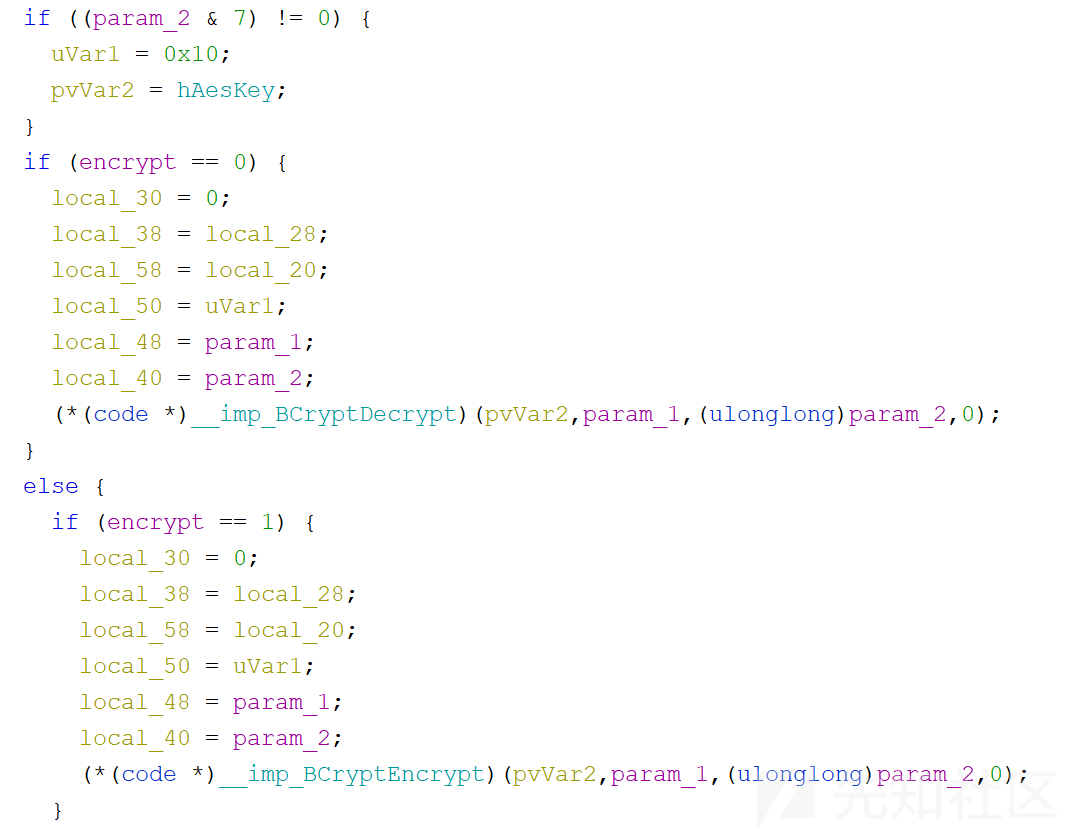 if ((param_2 & 7) != 0) {
  uVar1 = 0x10;
  pvVar2 = hAesKey;
}
if (encrypt == 0) {
  local_30 = 0;
  local_38 = local_28;
  local_58 = local_20;
  local_50 = uVar1;
  local_48 = param_1;
  local_40 = param_2;
  (*(code *)__imp_BCryptDecrypt)(pvVar2,param_1,(ulonglong)param_2,0);
}
else {
  if (encrypt == 1) {
    local_30 = 0;
    local_38 = local_28;
    local_58 = local_20;
    local_50 = uVar1;
    local_48 = param_1;
    local_40 = param_2;
    (*(code *)__imp_BCryptEncrypt)(pvVar2,param_1,(ulonglong)param_2,0);
  }
先知社区